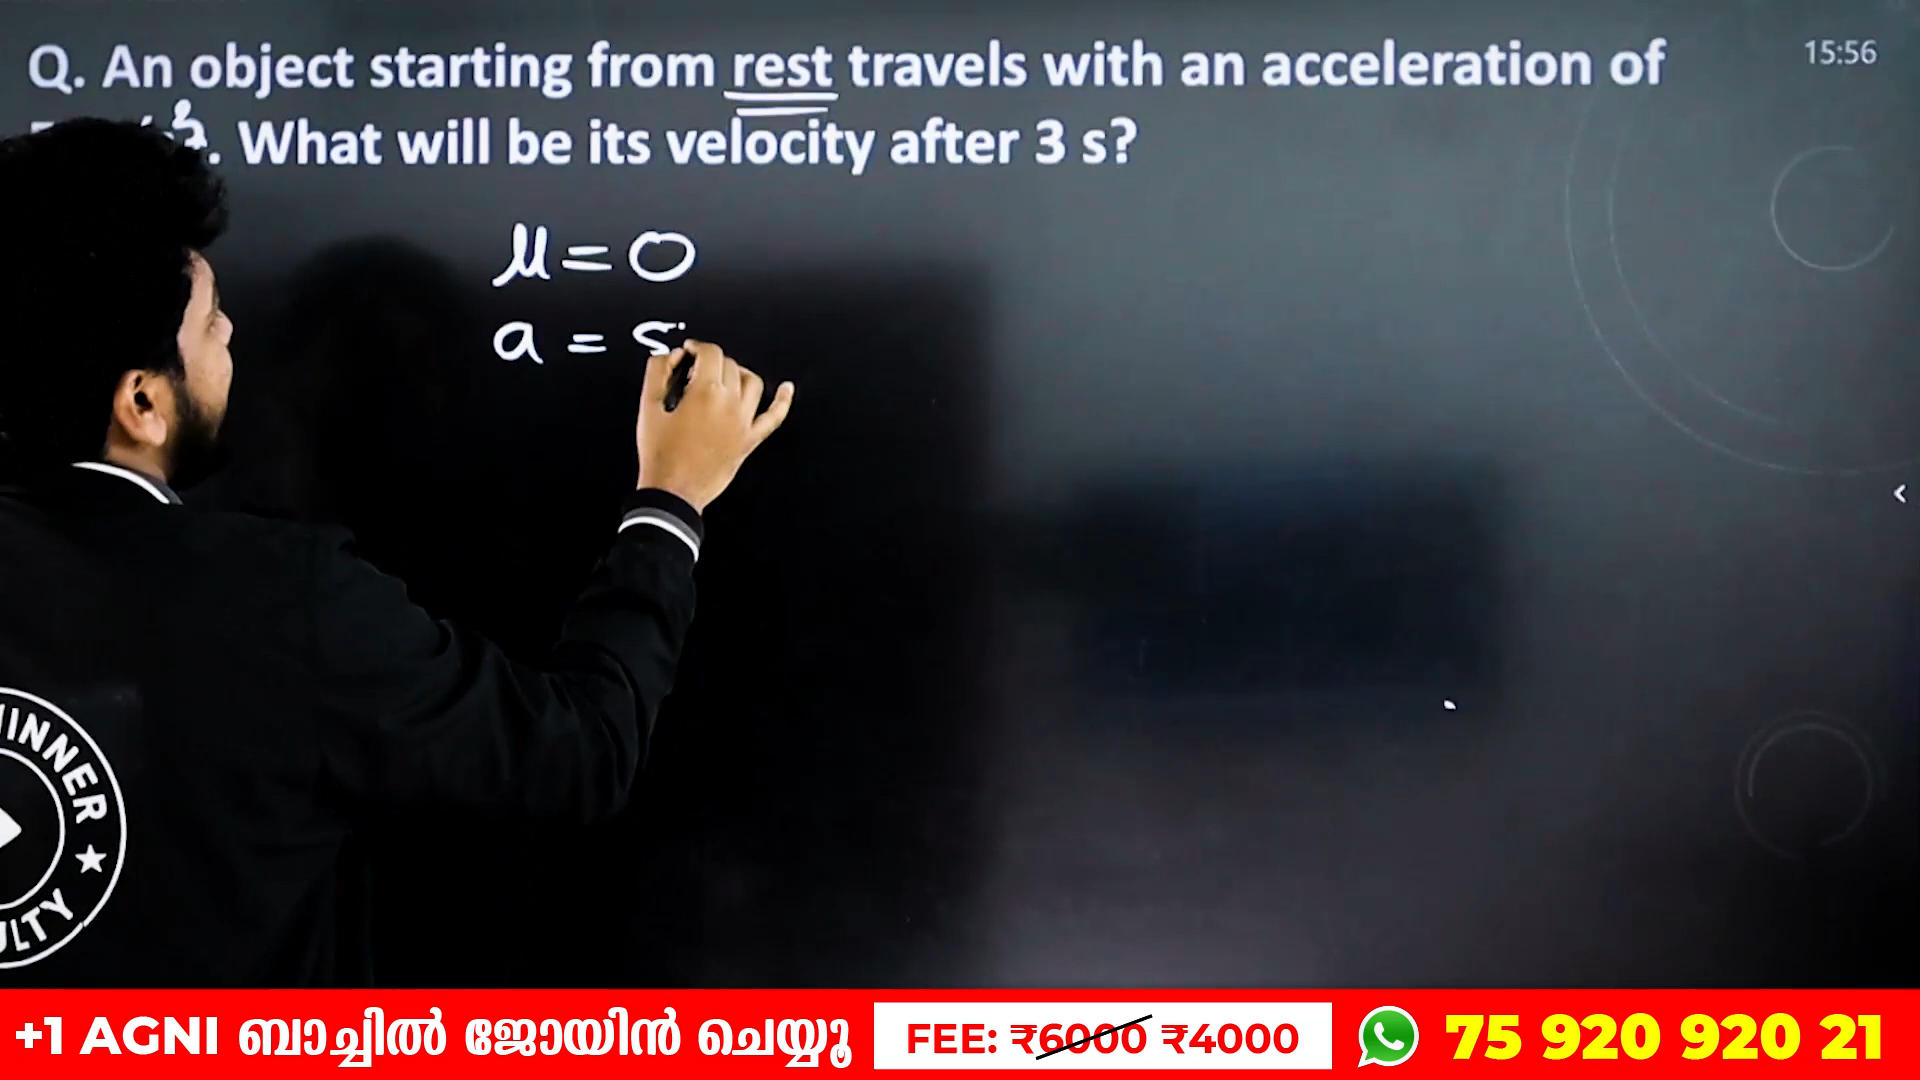 Q. An object starting from rest travels with an acceleration of
. What will be its velocity after 3 s?
15:56
u = 0
a = 5
INNER ★
ULTY
+1 AGNI ബാച്ചിൽ ജോയിൻ ചെയ്യൂ
FEE: ₹6000 ₹4000
75 920 920 21